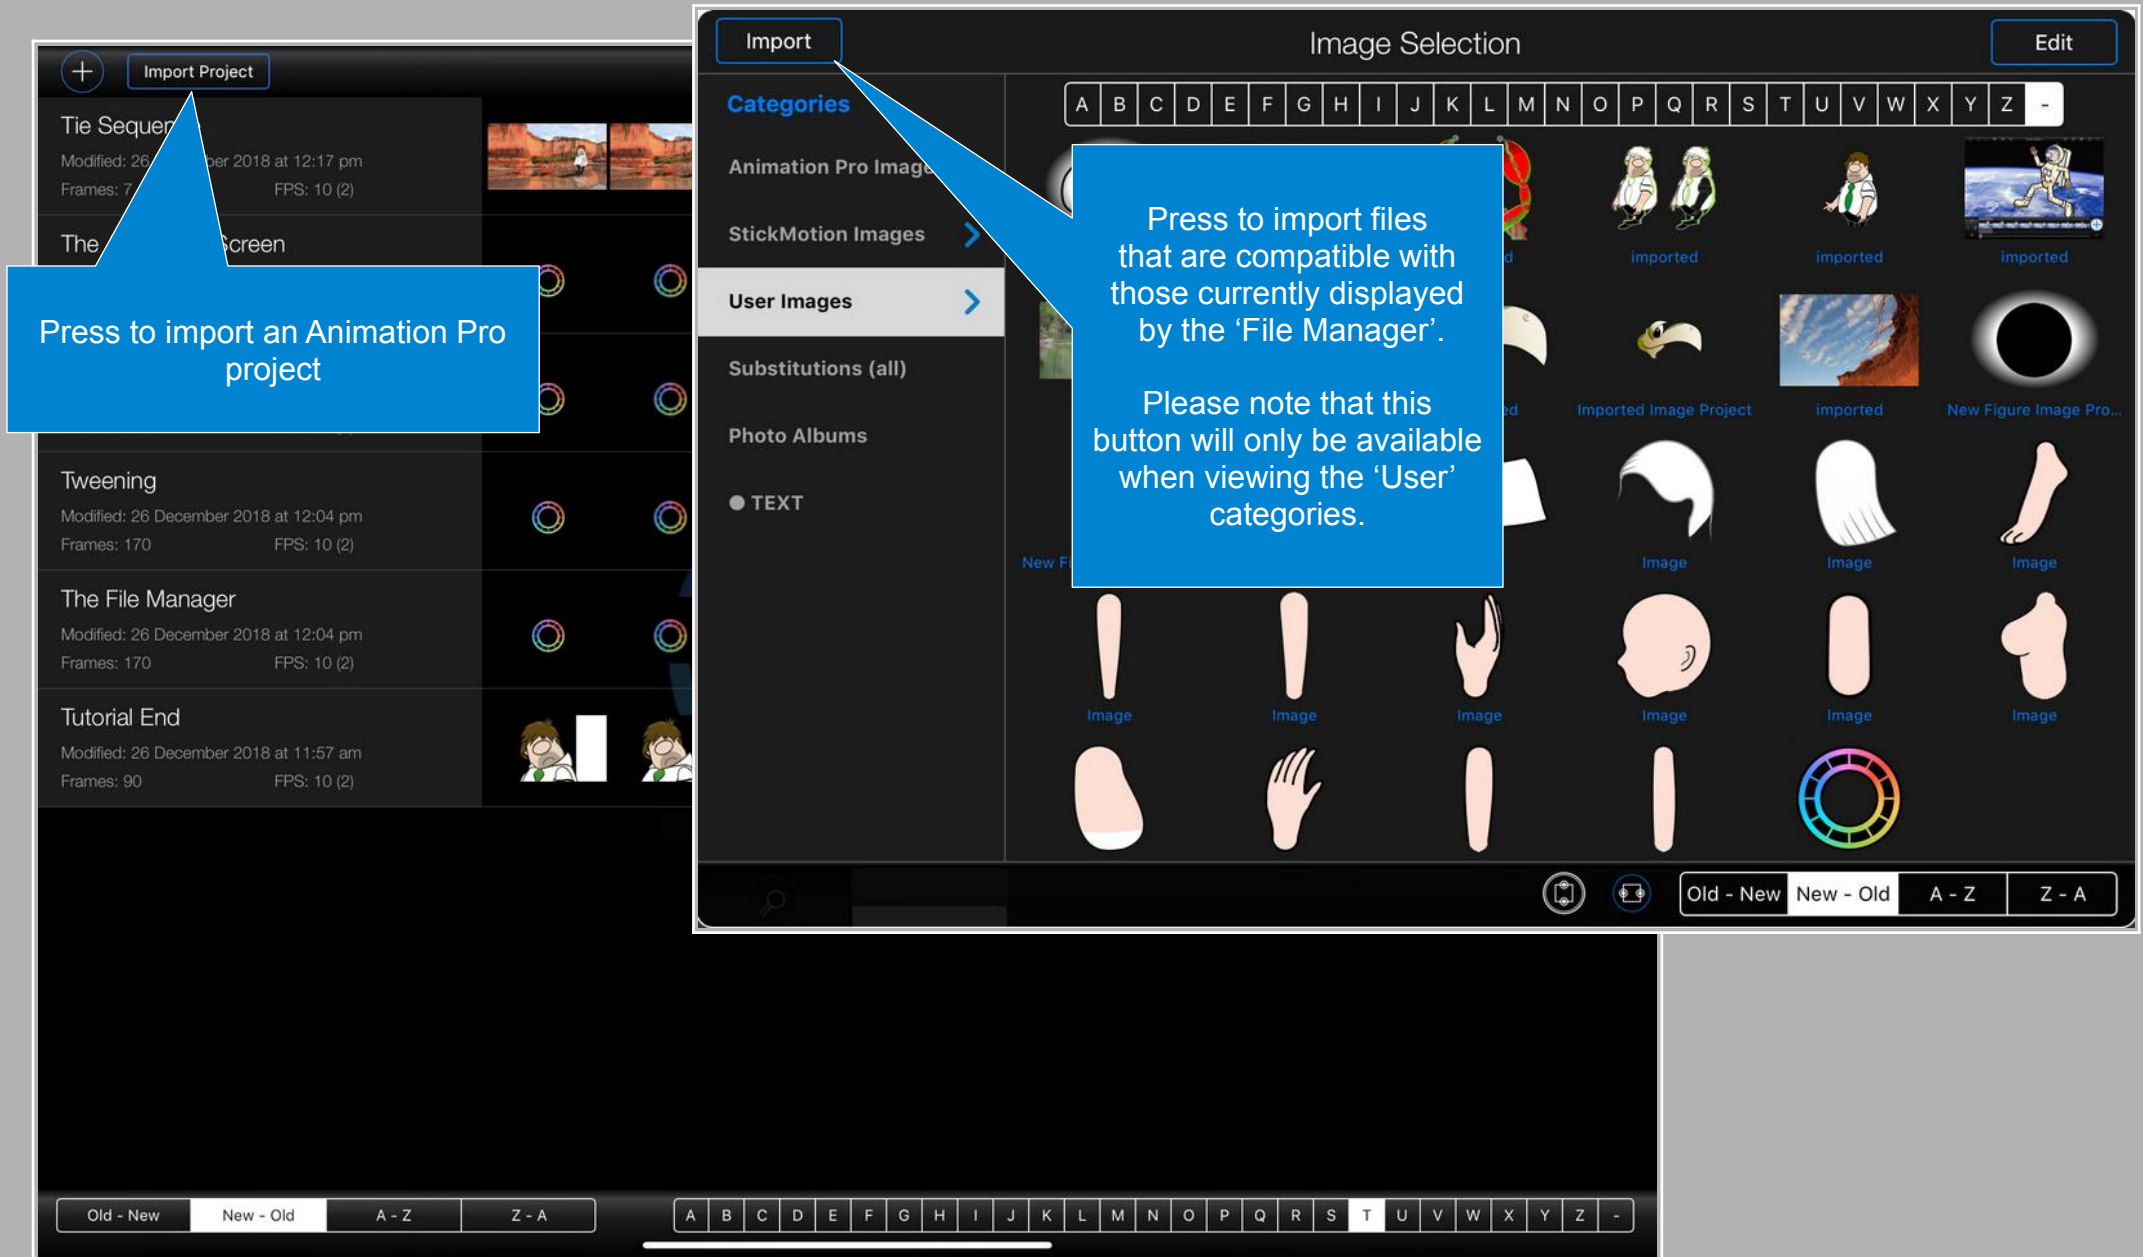 Import Project
Tie Sequen
Modified: 26 ber 2018 at 12:17 pm
Frames: 7 FPS: 10 (2)
The Screen
Press to import an Animation Pro
project
Tweening
Modified: 26 December 2018 at 12:04 pm
Frames: 170 FPS: 10 (2)
The File Manager
Modified: 26 December 2018 at 12:04 pm
Frames: 170 FPS: 10 (2)
Tutorial End
Modified: 26 December 2018 at 11:57 am
Frames: 90 FPS: 10 (2)
Old - New New - Old A - Z Z - A
A B C D E F G H I J K L M N O P Q R S T U V W X Y Z -
Import Image Selection Edit
Categories
A B C D E F G H I J K L M N O P Q R S T U V W X Y Z -
Animation Pro Image
StickMotion Images
User Images
Substitutions (all)
Photo Albums
TEXT
Press to import files
that are compatible with
those currently displayed
by the ‘File Manager’.
Please note that this
button will only be available
when viewing the ‘User’
categories.
imported imported imported
Imported Image Project imported New Figure Image Pro...
New Fi Image Image Image
Image Image Image Image Image Image
Old - New New - Old A - Z Z - A